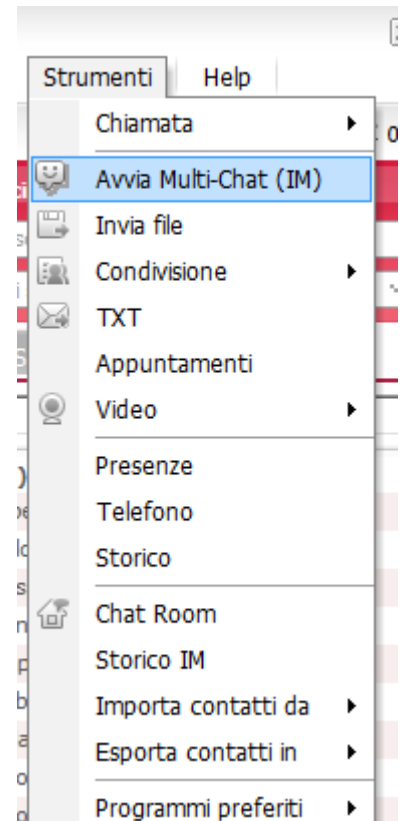 Strumenti Help
Chiamata
Avvia Multi-Chat (IM)
Invia file
Condivisione
TXT
Appuntamenti
Video
Presenze
Telefono
Storico
Chat Room
Storico IM
Importa contatti da
Esporta contatti in
Programmi preferiti